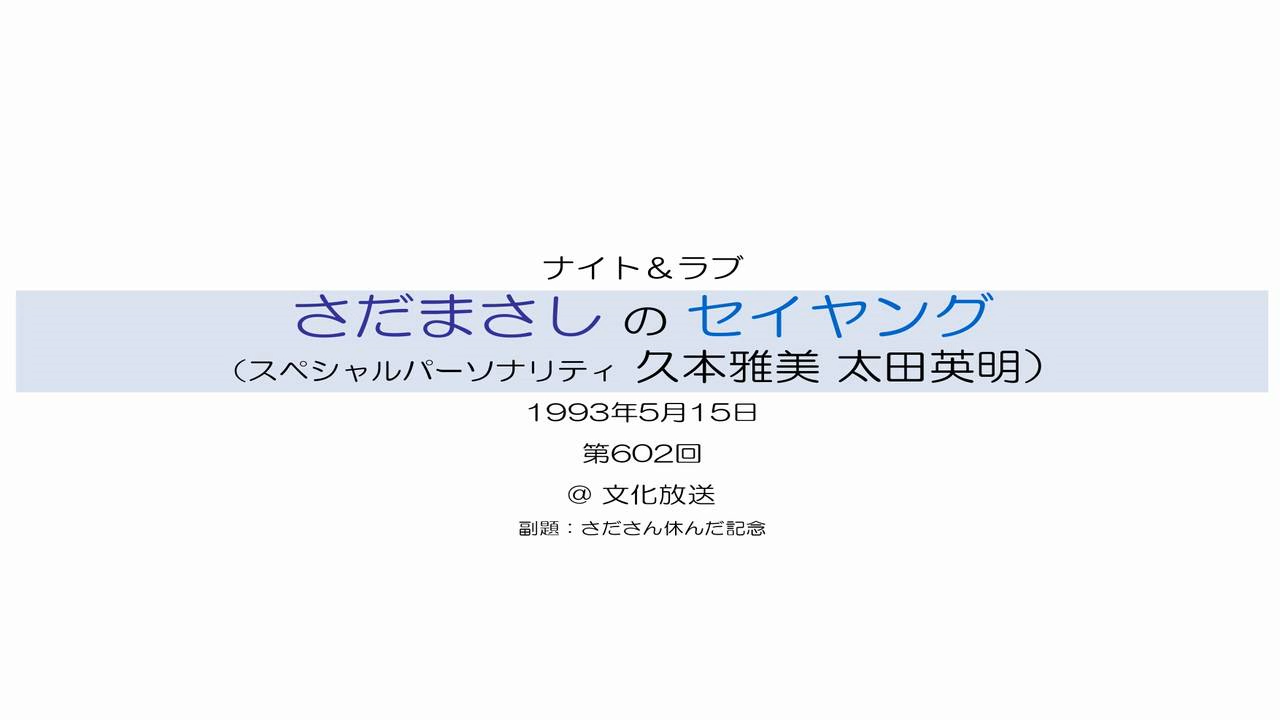 ナイト＆ラブ
さだまさし の セイヤング
（スペシャルパーソナリティ 久本雅美 太田英明）
1993年5月15日
第602回
＠ 文化放送
副題：さださん休んだ記念